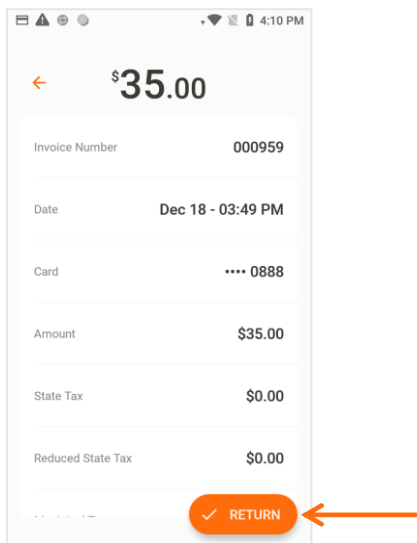 4:10 PM
$35.00
Invoice Number 000959
Date Dec 18 - 03:49 PM
Card •••• 0888
Amount $35.00
State Tax $0.00
Reduced State Tax $0.00
RETURN